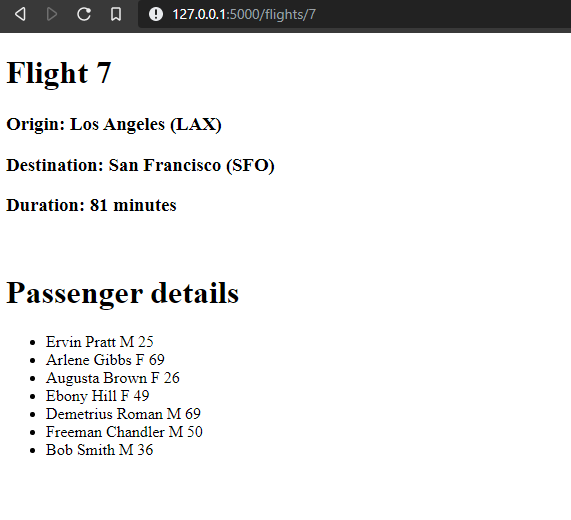 127.0.0.1:5000/flights/7
Flight 7
Origin: Los Angeles (LAX)
Destination: San Francisco (SFO)
Duration: 81 minutes
Passenger details
Ervin Pratt M 25
Arlene Gibbs F 69
Augusta Brown F 26
Ebony Hill F 49
Demetrius Roman M 69
Freeman Chandler M 50
Bob Smith M 36